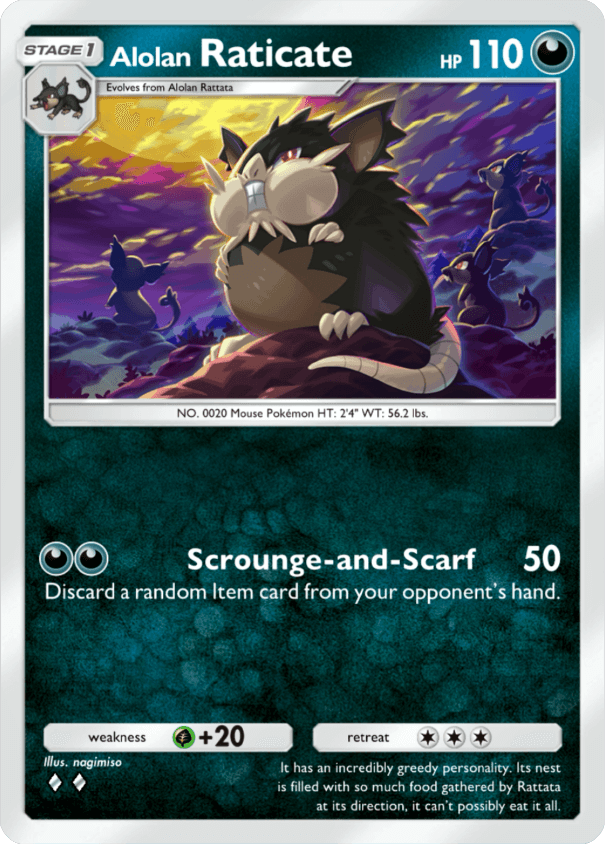 STAGE 1
Alolan Raticate
HP 110
Evolves from Alolan Rattata
NO. 0020 Mouse Pokémon HT: 2'4" WT: 56.2 lbs.
Scrounge-and-Scarf 50
Discard a random Item card from your opponent's hand.
weakness +20
retreat
Illus. nagimiso
It has an incredibly greedy personality. Its nest
is filled with so much food gathered by Rattata
at its direction, it can't possibly eat it all.